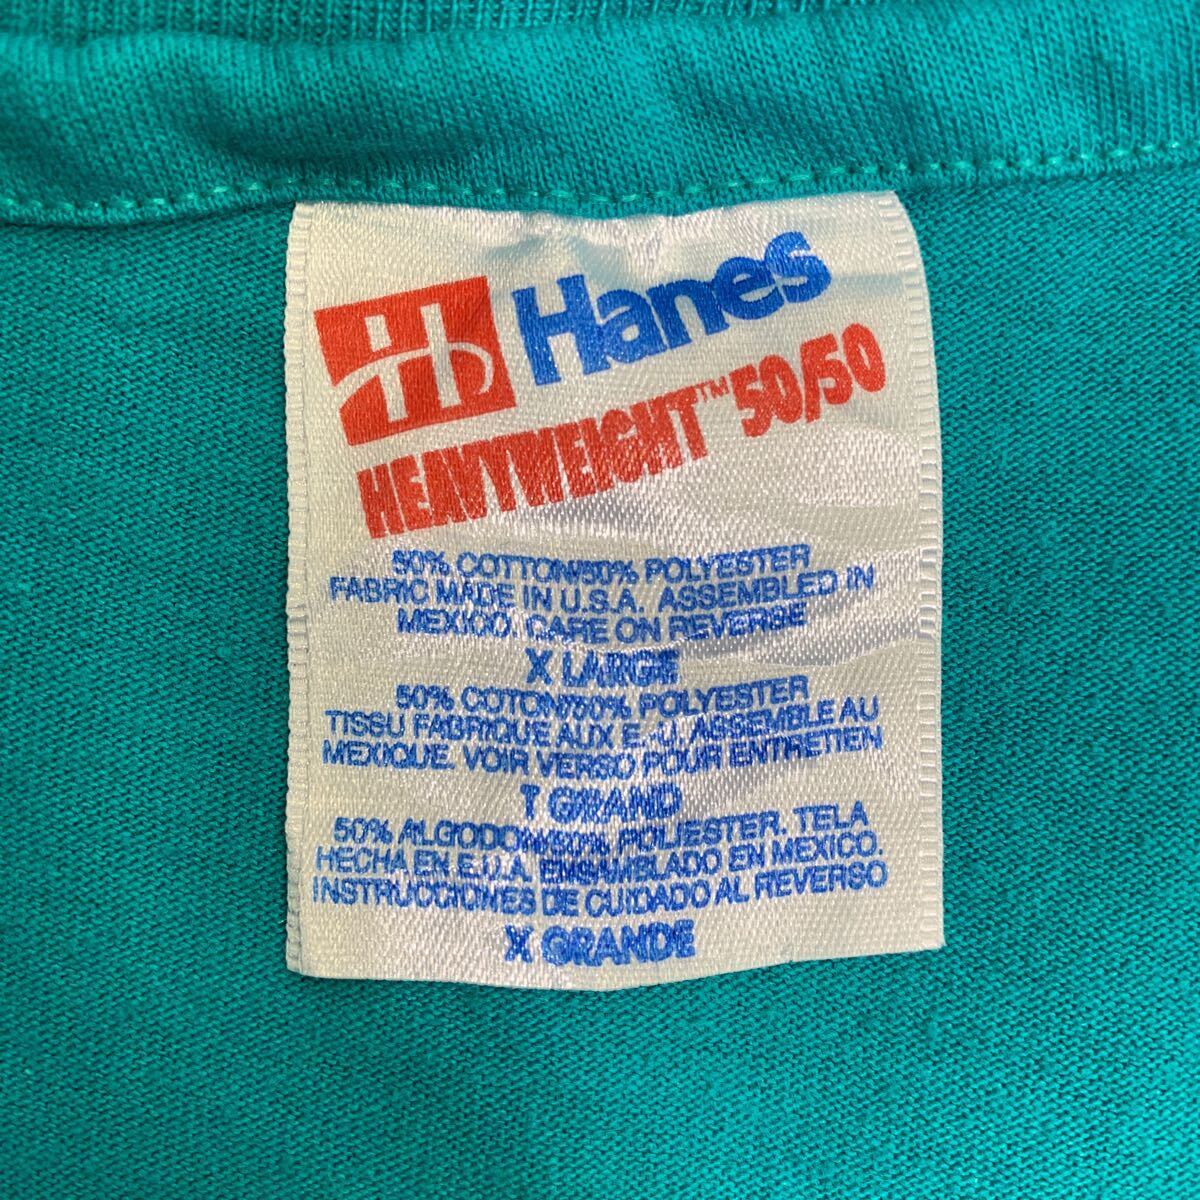 Hanes
HEAVYWEIGHT™ 50/50
50% COTTON/50% POLYESTER
FABRIC MADE IN U.S.A. ASSEMBLED IN
MEXICO. CARE ON REVERSE
X LARGE
50% COTON/50% POLYESTER
TISSU FABRIQUE AUX E.-U. ASSEMBLE AU
MEXIQUE. VOIR VERSO POUR ENTRETIEN
T GRAND
50% ALGODON/50% POLIESTER. TELA
HECHA EN E.U.A. ENSAMBLADO EN MEXICO.
INSTRUCCIONES DE CUIDADO AL REVERSO
X GRANDE